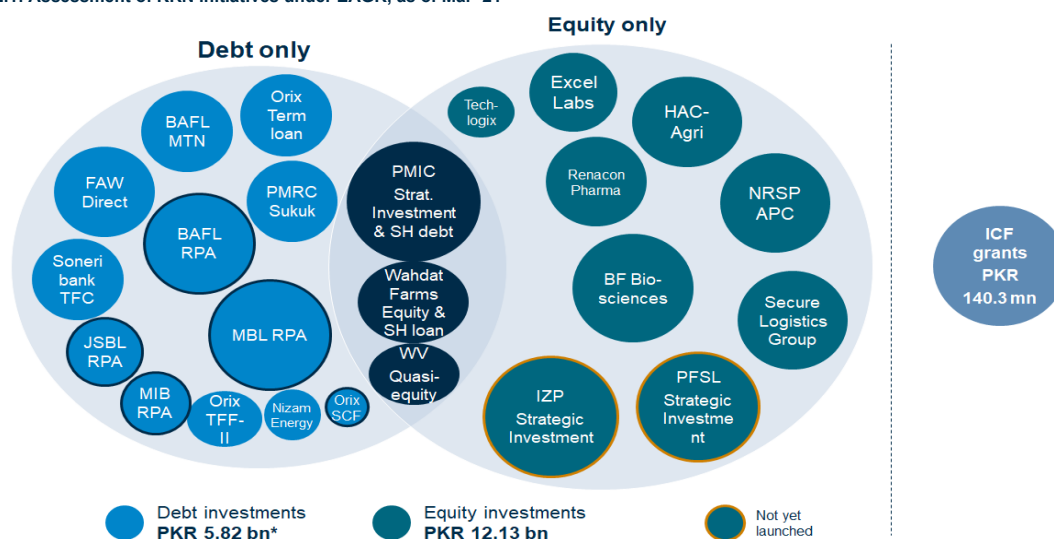 Equity only
Debt only
BAFL
MTN
Orix
Term
loan
FAW
Direct
PMRC
Sukuk
BAFL
RPA
Soneri
bank
TFC
MBL RPA
JSBL
RPA
MIB
RPA
Orix
TFF-
II
Nizam
Energy
Orix
SCF
PMIC
Strat.
Investment
& SH debt
Wahdat
Farms
Equity &
SH loan
WV
Quasi-
equity
Tech-
logix
Excel
Labs
HAC-
Agri
Renacon
Pharma
NRSP
APC
BF Bio-
sciences
Secure
Logistics
Group
IZP
Strategic
Investment
PFSL
Strategic
Investme
nt
ICF
grants
PKR
140.3 mn
Debt investments
PKR 5.82 bn*
Equity investments
PKR 12.13 bn
Not yet
launched